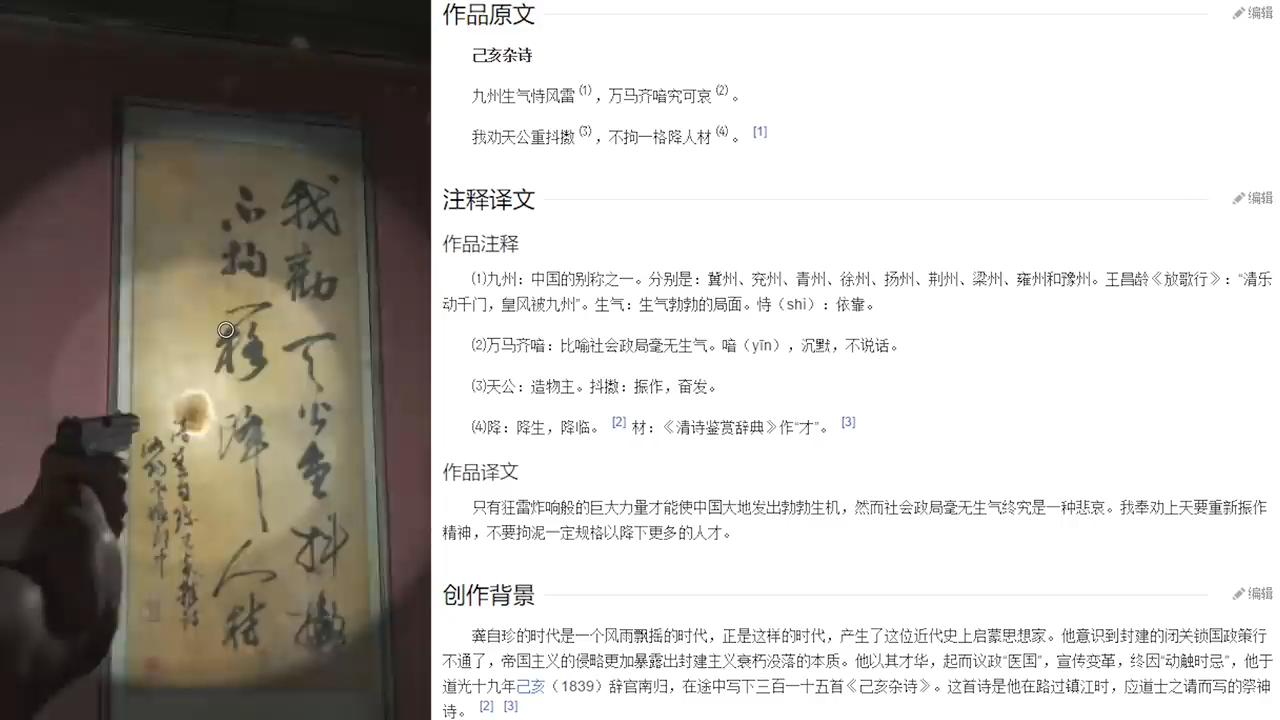 我劝天公重抖擞
不拘一格降人材
作品原文
编辑
己亥杂诗
九州生气恃风雷 ⑴ ，万马齐喑究可哀 ⑵ 。
我劝天公重抖擞 ⑶ ，不拘一格降人材 ⑷ 。 [1]
注释译文
编辑
作品注释
⑴九州：中国的别称之一。分别是：冀州、兖州、青州、徐州、扬州、荆州、梁州、雍州和豫州。王昌龄《放歌行》：“清乐
动千门，皇风被九州”。生气：生气勃勃的局面。恃（shì）：依靠。
⑵万马齐喑：比喻社会政局毫无生气。喑（yīn），沉默，不说话。
⑶天公：造物主。抖擞：振作，奋发。
⑷降：降生，降临。 [2] 材：《清诗鉴赏辞典》作“才”。 [3]
作品译文
只有狂雷炸响般的巨大力量才能使中国大地发出勃勃生机，然而社会政局毫无生气终究是一种悲哀。我奉劝上天要重新振作
精神，不要拘泥一定规格以降下更多的人才。
创作背景
编辑
龚自珍的时代是一个风雨飘摇的时代，正是这样的时代，产生了这位近代史上启蒙思想家。他意识到封建的闭关锁国政策行
不通了，帝国主义的侵略更加暴露出封建主义衰朽没落的本质。他以其才华，起而议政“医国”，宣传变革，终因“动触时忌”，他于
道光十九年己亥（1839）辞官南归，在途中写下三百一十五首《己亥杂诗》。这首诗是他在路过镇江时，应道士之请而写的祭神
诗。 [2] [3]